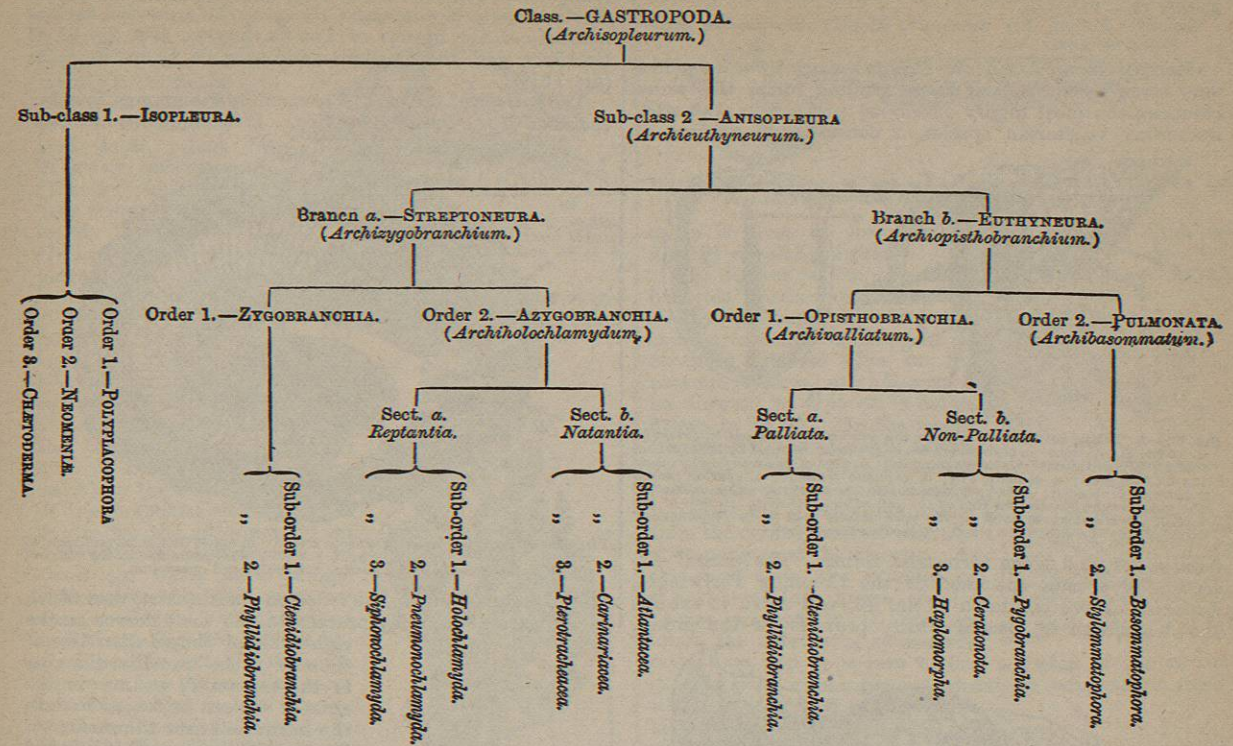 Class.—GASTROPODA.
(Archisopleurum.)
Sub-class 1.—ISOPLEURA.
Sub-class 2 —ANISOPLEURA
(Archieuthyneurum.)
Brancn a.—STREPTONEURA.
(Archizygobranchium.)
Branch b.—EUTHYNEURA.
(Archiopisthobranchium.)
Order 1.—POLYPLACOPHORA
Order 2.—NEOMENIÆ.
Order 3.—CHÆTODERMA.
Order 1.—ZYGOBRANCHIA.
Order 2.—AZYGOBRANCHIA.
(Archiholochlamydum.)
Order 1.—OPISTHOBRANCHIA.
(Archipalliatum.)
Order 2.—PULMONATA.
(Archibasommatum.)
Sect. a.
Reptantia.
Sect. b.
Natantia.
Sect. a.
Palliata.
Sect. b.
Non-Palliata.
Sub-order 1.—Ctenidiobranchia.
„ 2.—Phyllidiobranchia.
Sub-order 1.—Holochlamyda.
2.—Pneumonochlamyda.
„ 3.—Siphonochlamyda.
Sub-order 1.—Atlantacea.
„ 2.—Carinariacea.
„ 3.—Pterotracheacea.
Sub-order 1.—Ctenidiobranchia.
„ 2.—Phyllidiobranchia.
Sub-order 1.—Pygobranchia.
„ 2.—Ceratonota.
„ 3.—Haplomorpha.
Sub-order 1.—Basommatophora.
„ 2.—Stylommatophora.